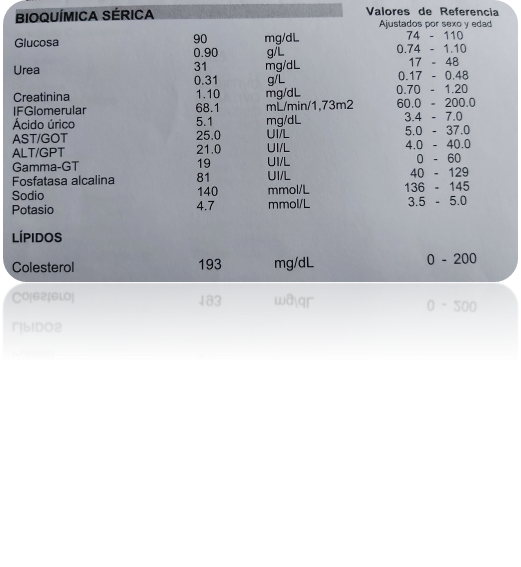 BIOQUÍMICA SÉRICA Valores de Referencia
Ajustados por sexo y edad
Glucosa 90 mg/dL 74 - 110
0.90 g/L 0.74 - 1.10
Urea 31 mg/dL 17 - 48
0.31 g/L 0.17 - 0.48
Creatinina 1.10 mg/dL 0.70 - 1.20
IFGlomerular 68.1 mL/min/1,73m2 60.0 - 200.0
Ácido úrico 5.1 mg/dL 3.4 - 7.0
AST/GOT 25.0 UI/L 5.0 - 37.0
ALT/GPT 21.0 UI/L 4.0 - 40.0
Gamma-GT 19 UI/L 0 - 60
Fosfatasa alcalina 81 UI/L 40 - 129
Sodio 140 mmol/L 136 - 145
Potasio 4.7 mmol/L 3.5 - 5.0
LÍPIDOS
Colesterol 193 mg/dL 0 - 200